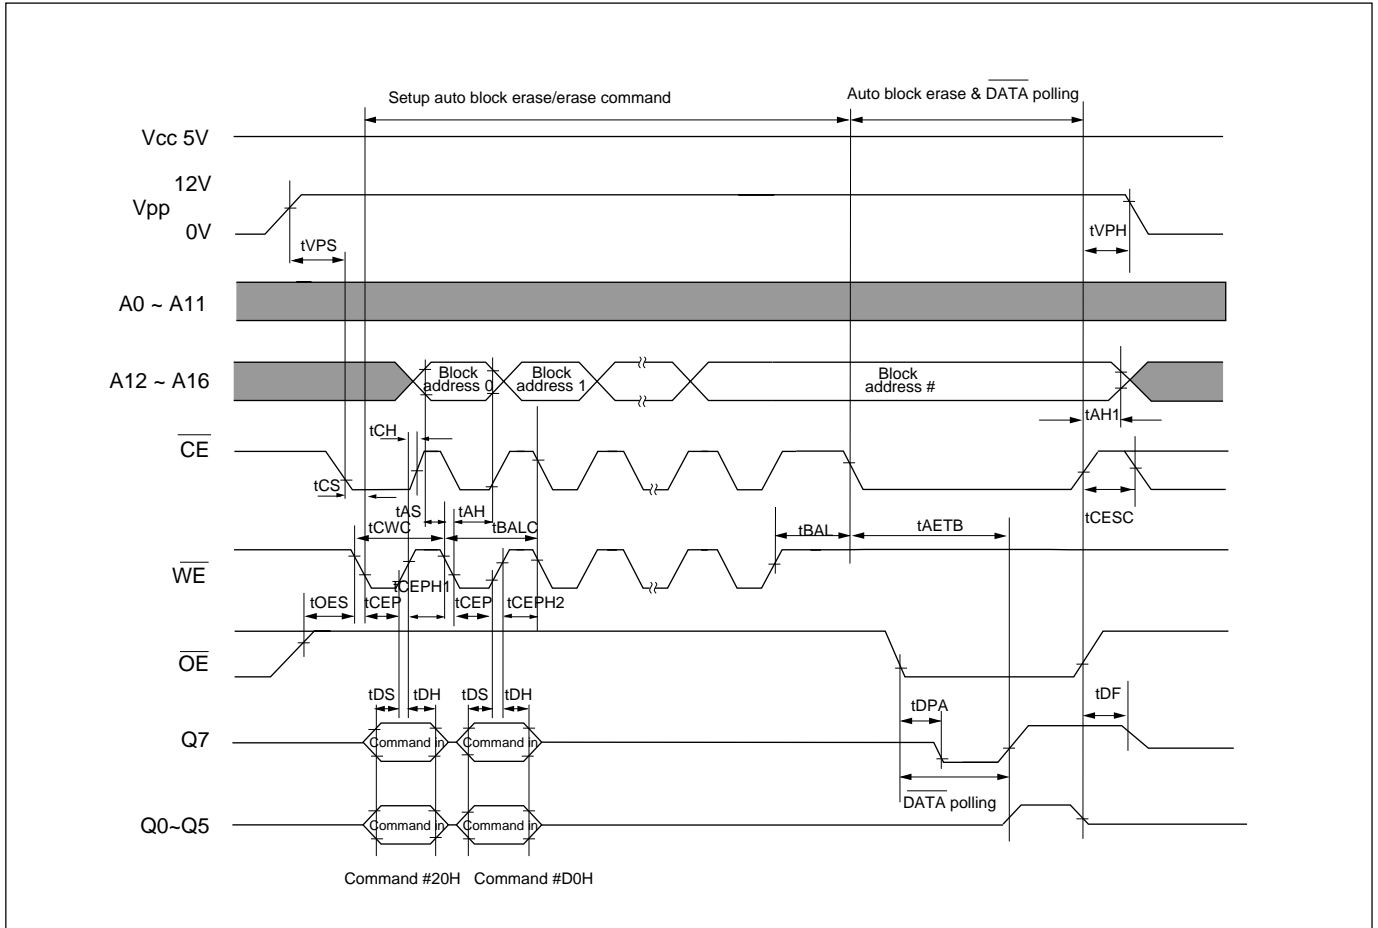 Setup auto block erase/erase command
Auto block erase & DATA polling
Vcc 5V
12V
Vpp
0V
tVPS
tVPH
A0 ~ A11
A12 ~ A16
Block
address 0
Block
address 1
Block
address #
tAH1
tCH
CE
tCS
tCESC
tAS
tAH
tCWC
tBALC
tBAL
tAETB
WE
tCEPH1
tOES
tCEP
tCEP
tCEPH2
OE
tDS
tDH
tDS
tDH
tDPA
tDF
Q7
Command in
Command in
DATA polling
Q0~Q5
Command in
Command in
Command #20H
Command #D0H